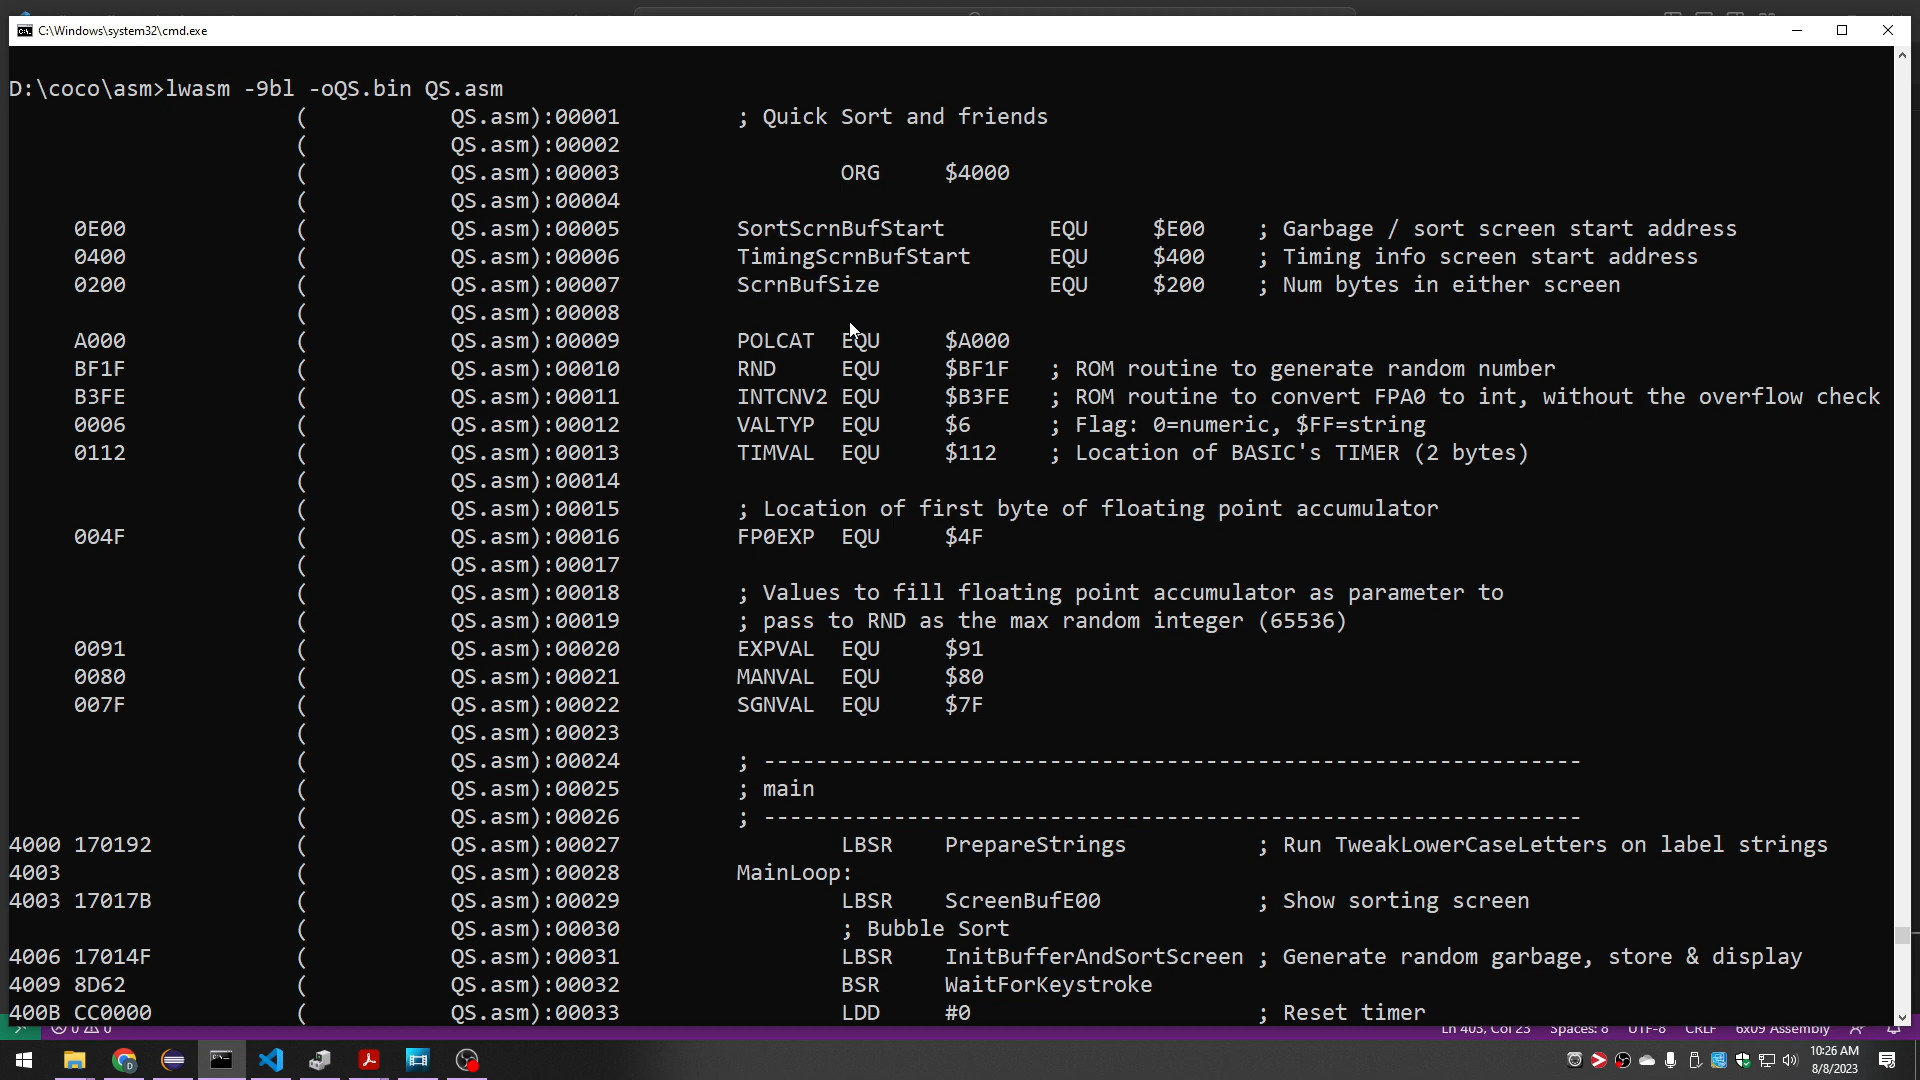 C:\Windows\system32\cmd.exe
D:\coco\asm>lwasm -9bl -oQS.bin QS.asm
( QS.asm):00001 ; Quick Sort and friends
( QS.asm):00002
( QS.asm):00003 ORG $4000
( QS.asm):00004
0E00 ( QS.asm):00005 SortScrnBufStart EQU $E00 ; Garbage / sort screen start address
0400 ( QS.asm):00006 TimingScrnBufStart EQU $400 ; Timing info screen start address
0200 ( QS.asm):00007 ScrnBufSize EQU $200 ; Num bytes in either screen
( QS.asm):00008
A000 ( QS.asm):00009 POLCAT EQU $A000
BF1F ( QS.asm):00010 RND EQU $BF1F ; ROM routine to generate random number
B3FE ( QS.asm):00011 INTCNV2 EQU $B3FE ; ROM routine to convert FPA0 to int, without the overflow check
0006 ( QS.asm):00012 VALTYP EQU $6 ; Flag: 0=numeric, $FF=string
0112 ( QS.asm):00013 TIMVAL EQU $112 ; Location of BASIC's TIMER (2 bytes)
( QS.asm):00014
( QS.asm):00015 ; Location of first byte of floating point accumulator
004F ( QS.asm):00016 FP0EXP EQU $4F
( QS.asm):00017
( QS.asm):00018 ; Values to fill floating point accumulator as parameter to
( QS.asm):00019 ; pass to RND as the max random integer (65536)
0091 ( QS.asm):00020 EXPVAL EQU $91
0080 ( QS.asm):00021 MANVAL EQU $80
007F ( QS.asm):00022 SGNVAL EQU $7F
( QS.asm):00023
( QS.asm):00024 ; ---------------------------------------------------------------
( QS.asm):00025 ; main
( QS.asm):00026 ; ---------------------------------------------------------------
4000 170192 ( QS.asm):00027 LBSR PrepareStrings ; Run TweakLowerCaseLetters on label strings
4003 ( QS.asm):00028 MainLoop:
4003 17017B ( QS.asm):00029 LBSR ScreenBufE00 ; Show sorting screen
( QS.asm):00030 ; Bubble Sort
4006 17014F ( QS.asm):00031 LBSR InitBufferAndSortScreen ; Generate random garbage, store & display
4009 8D62 ( QS.asm):00032 BSR WaitForKeystroke
400B CC0000 ( QS.asm):00033 LDD #0 ; Reset timer
0 0 Ln 403, Col 23 Spaces: 8 UTF-8 CRLF 6x09 Assembly
10:26 AM
8/8/2023